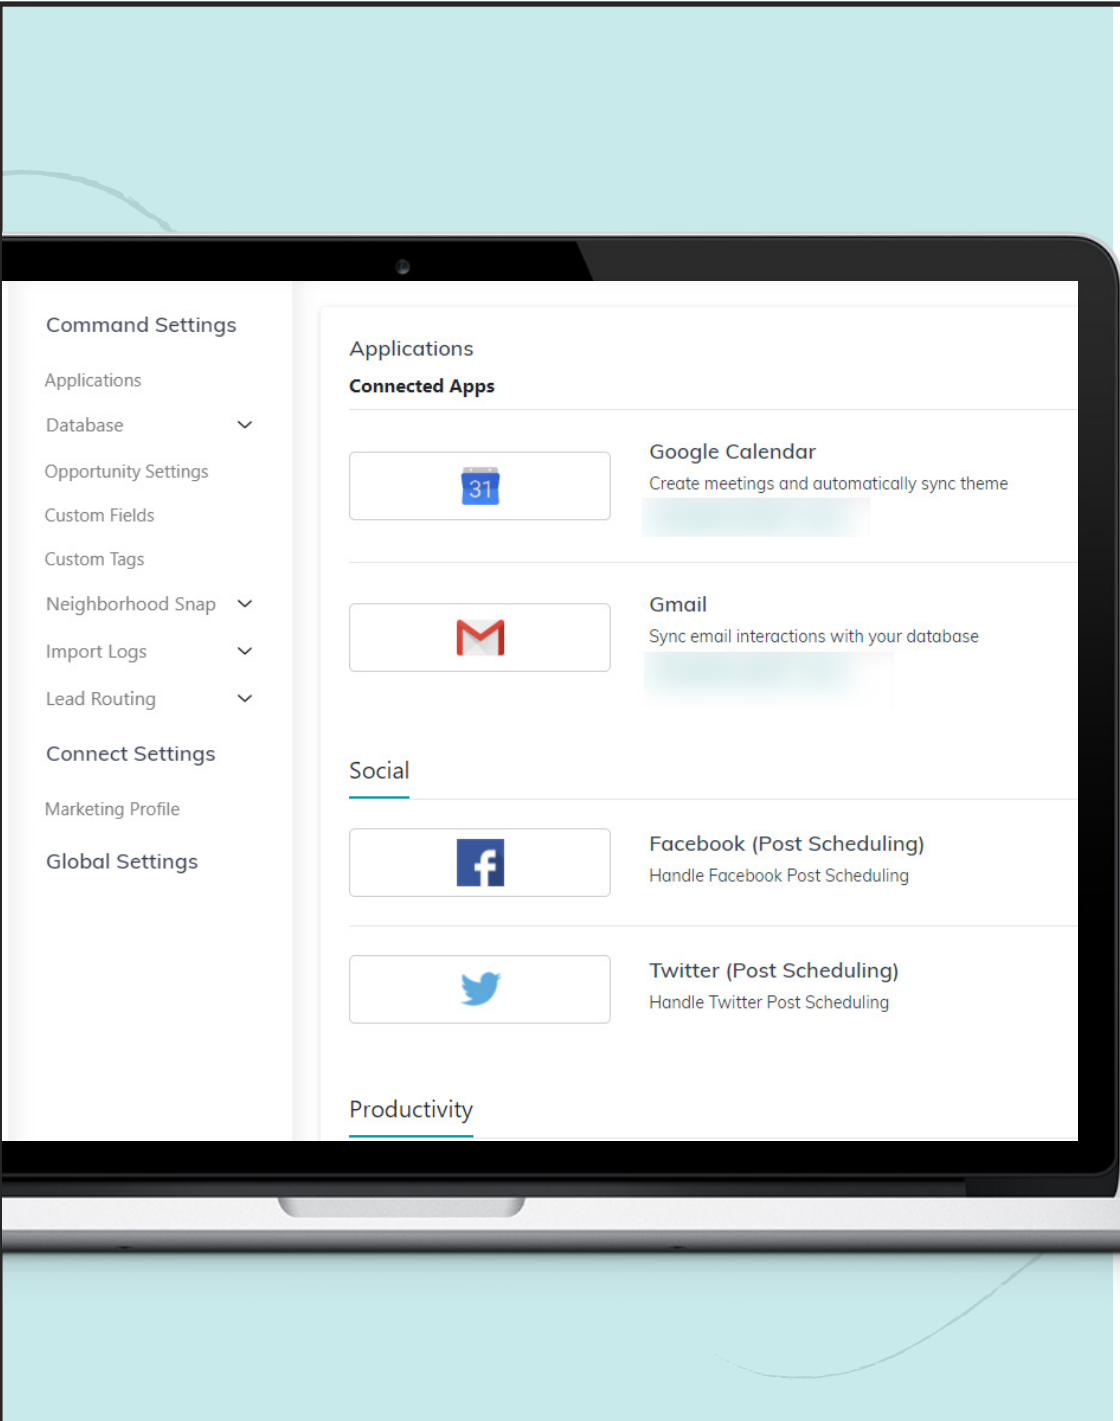 Command Settings
Applications
Database
Opportunity Settings
Custom Fields
Custom Tags
Neighborhood Snap
Import Logs
Lead Routing
Connect Settings
Marketing Profile
Global Settings
Applications
Connected Apps
31
Google Calendar
Create meetings and automatically sync theme
Gmail
Sync email interactions with your database
Social
Facebook (Post Scheduling)
Handle Facebook Post Scheduling
Twitter (Post Scheduling)
Handle Twitter Post Scheduling
Productivity